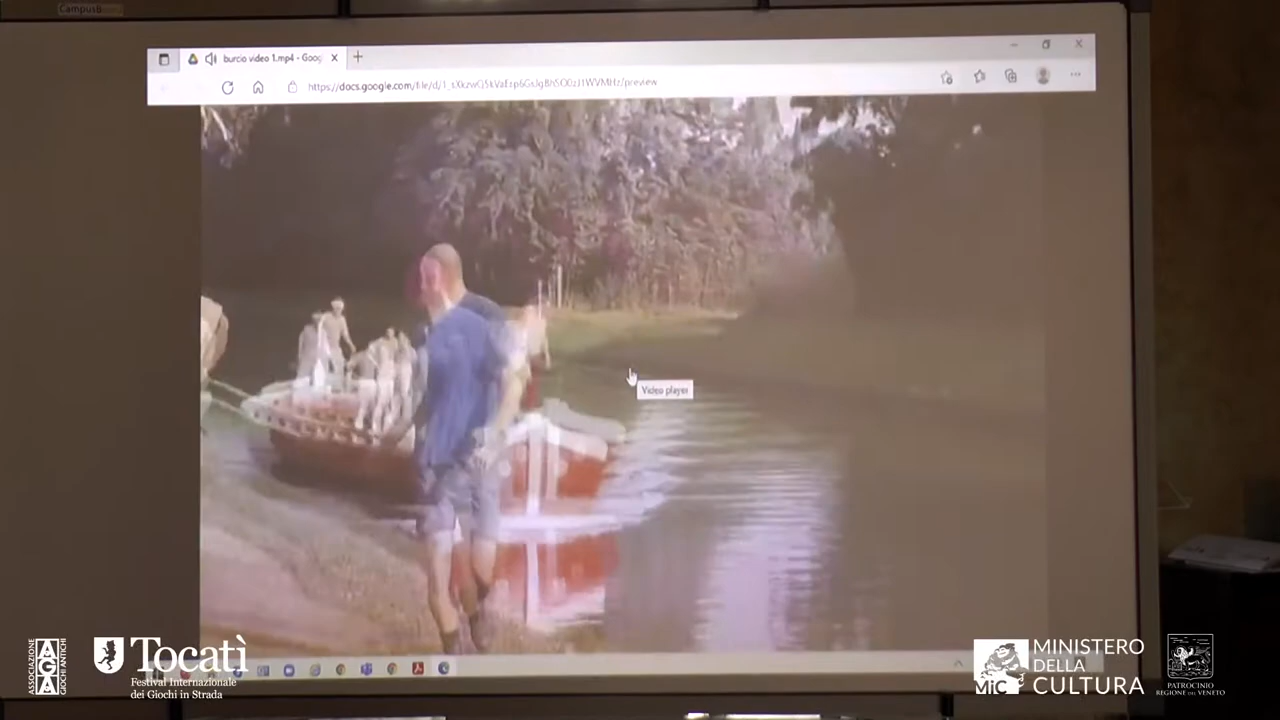 burcio video 1.mp4 - Goog
Video player
ASSOCIAZIONE
AGA
GIOCHI ANTICHI
Tocatì
Festival Internazionale
dei Giochi in Strada
MiC
MINISTERO
DELLA
CULTURA
PATROCINIO
REGIONE DEL VENETO